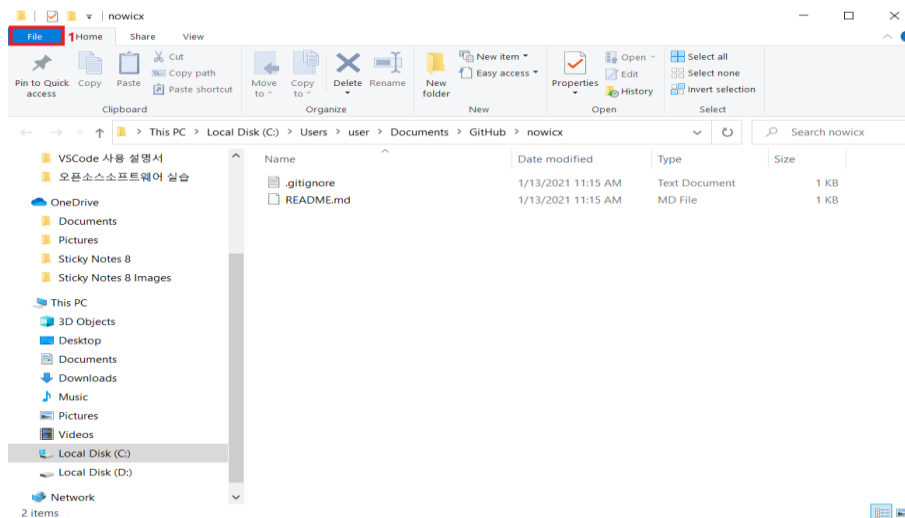 nowicx
File 1 Home Share View
Pin to Quick access
Copy
Paste
Cut
Copy path
Paste shortcut
Clipboard
Move to
Copy to
Delete
Rename
Organize
New folder
New item
Easy access
New
Properties
Open
Edit
History
Open
Select all
Select none
Invert selection
Select
This PC > Local Disk (C:) > Users > user > Documents > GitHub > nowicx
Search nowicx
VSCode 사용 설명서
오픈소스소프트웨어 실습
OneDrive
Documents
Pictures
Sticky Notes 8
Sticky Notes 8 Images
This PC
3D Objects
Desktop
Documents
Downloads
Music
Pictures
Videos
Local Disk (C:)
Local Disk (D:)
Network
Name Date modified Type Size
.gitignore 1/13/2021 11:15 AM Text Document 1 KB
README.md 1/13/2021 11:15 AM MD File 1 KB
2 items